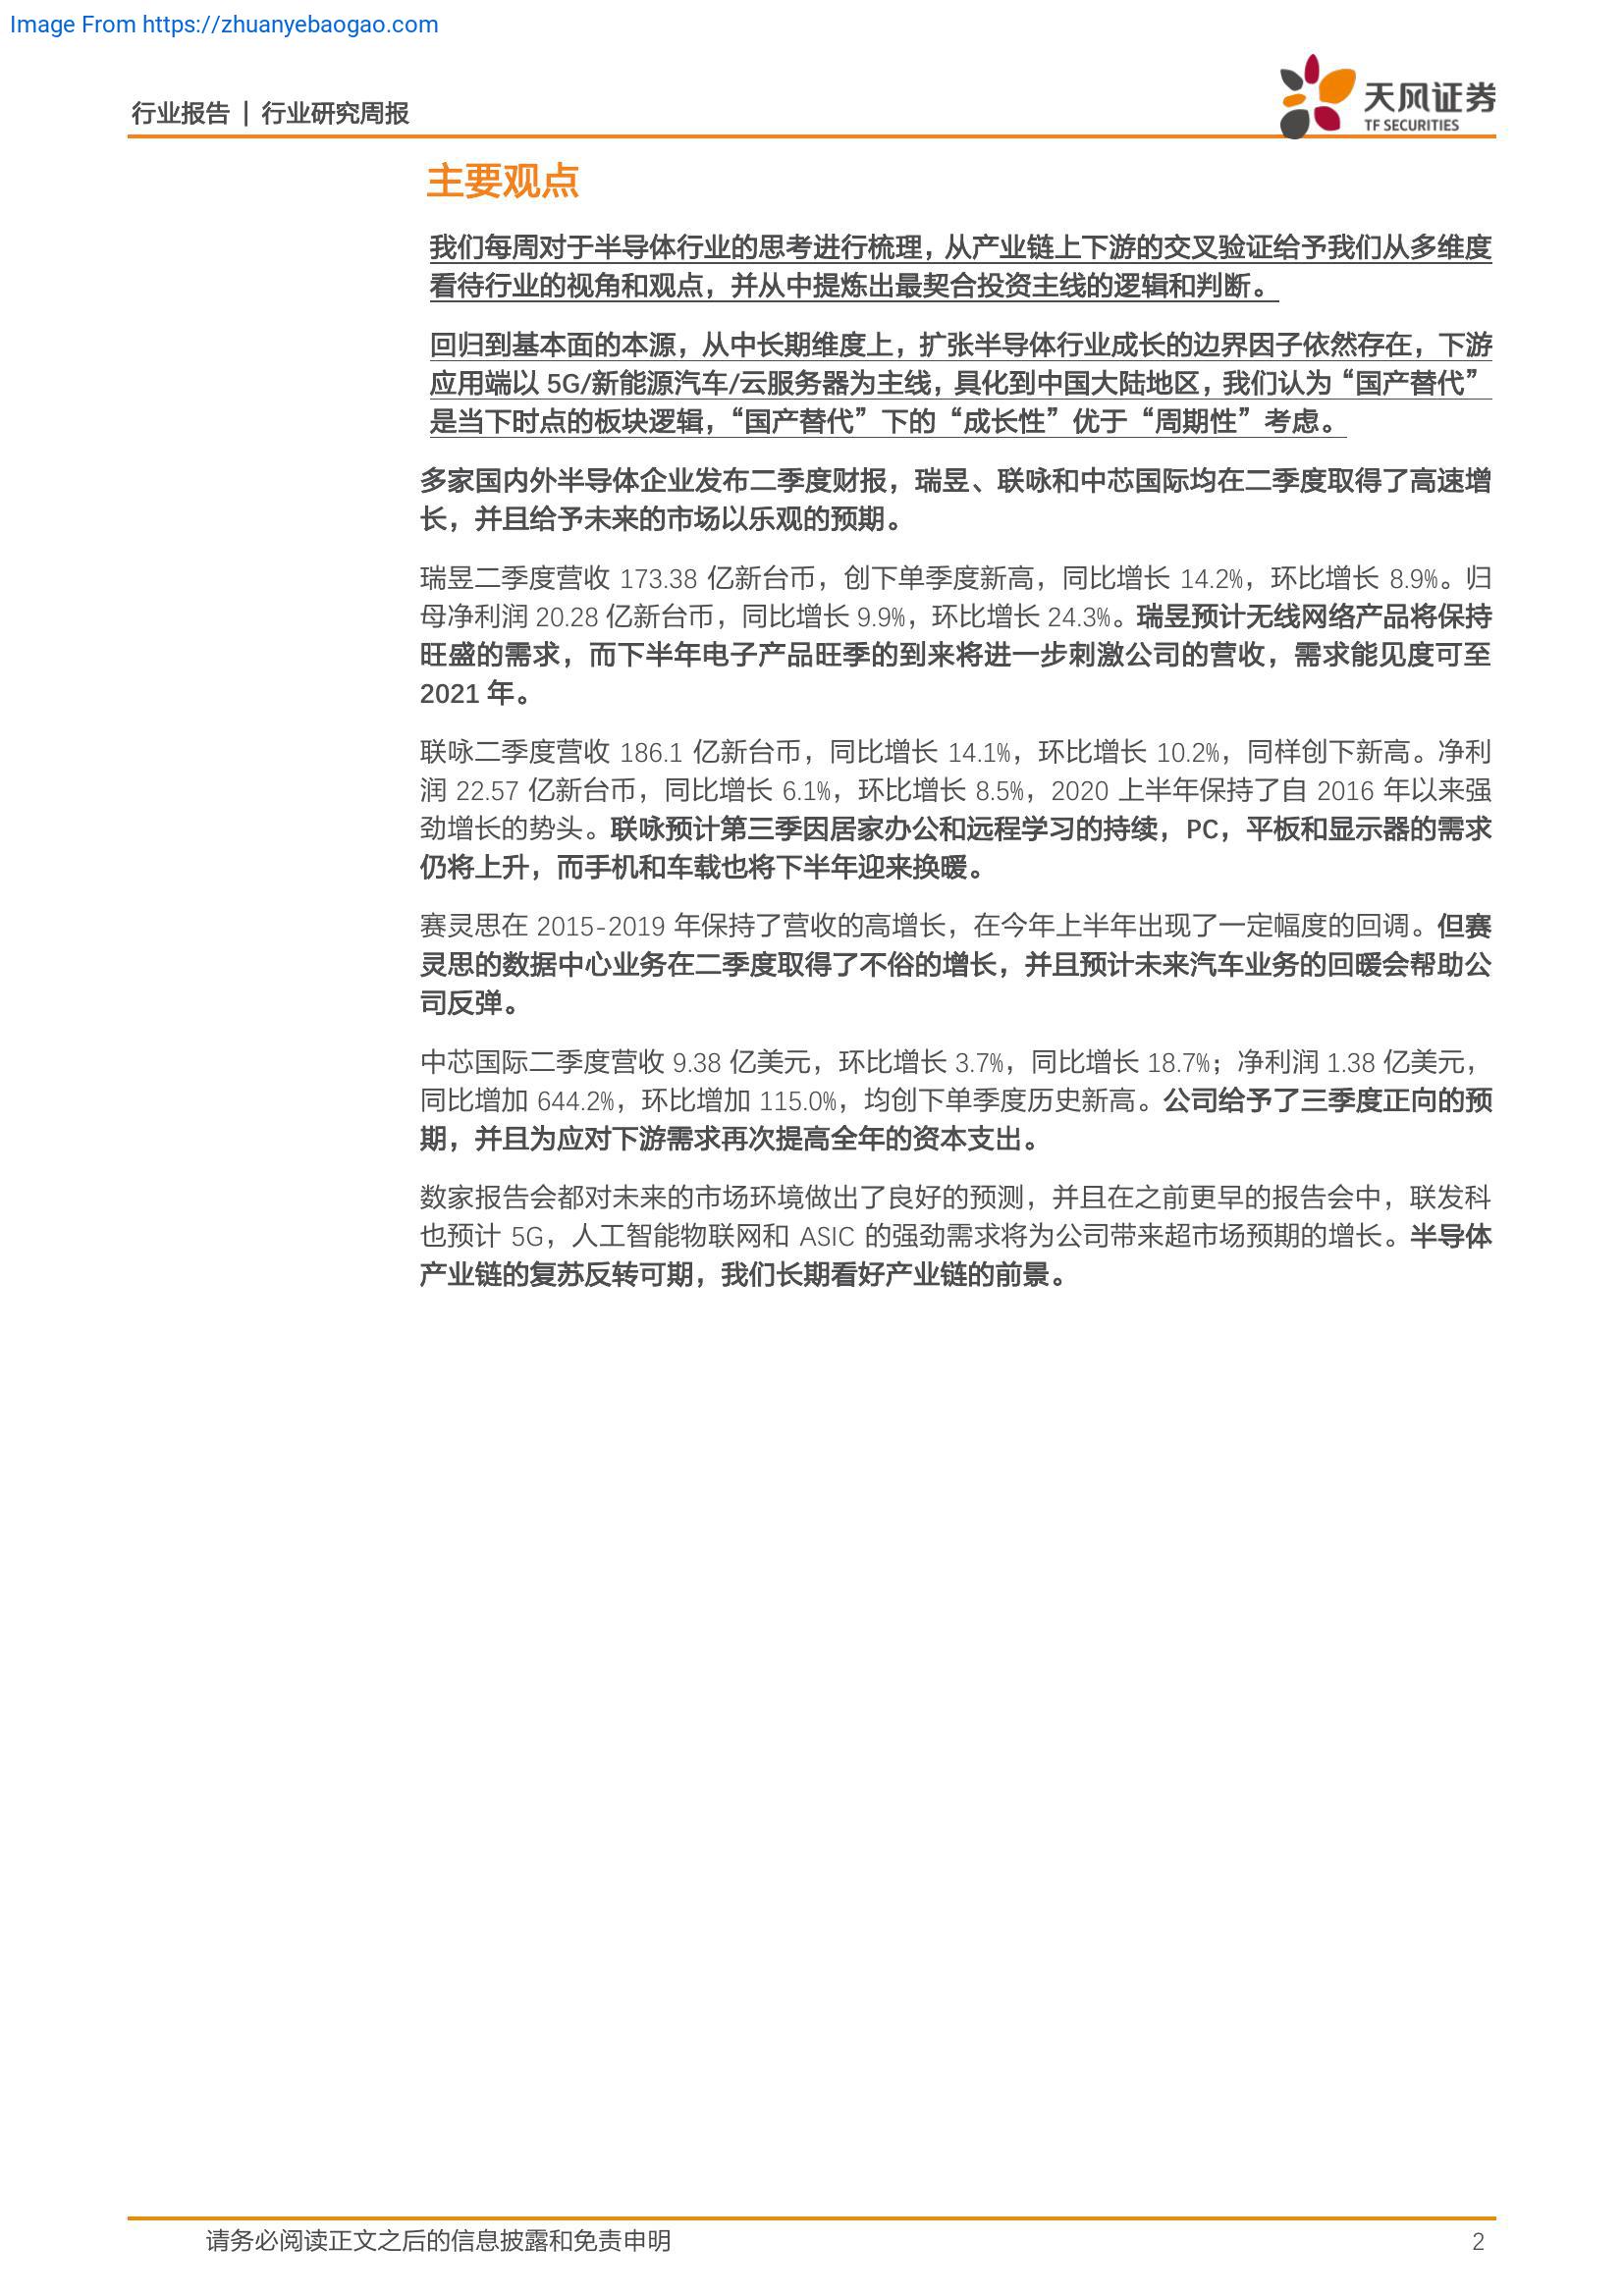 Image From https://zhuanyebaogao.com
行业报告 | 行业研究周报
天风证券
TF SECURITIES
主要观点
我们每周对于半导体行业的思考进行梳理，从产业链上下游的交叉验证给予我们从多维度
看待行业的视角和观点，并从中提炼出最契合投资主线的逻辑和判断。
回归到基本面的本源，从中长期维度上，扩张半导体行业成长的边界因子依然存在，下游
应用端以 5G/新能源汽车/云服务器为主线，具化到中国大陆地区，我们认为“国产替代”
是当下时点的板块逻辑，“国产替代”下的“成长性”优于“周期性”考虑。
多家国内外半导体企业发布二季度财报，瑞昱、联咏和中芯国际均在二季度取得了高速增
长，并且给予未来的市场以乐观的预期。
瑞昱二季度营收 173.38 亿新台币，创下单季度新高，同比增长 14.2%，环比增长 8.9%。归
母净利润 20.28 亿新台币，同比增长 9.9%，环比增长 24.3%。瑞昱预计无线网络产品将保持
旺盛的需求，而下半年电子产品旺季的到来将进一步刺激公司的营收，需求能见度可至
2021 年。
联咏二季度营收 186.1 亿新台币，同比增长 14.1%，环比增长 10.2%，同样创下新高。净利
润 22.57 亿新台币，同比增长 6.1%，环比增长 8.5%，2020 上半年保持了自 2016 年以来强
劲增长的势头。联咏预计第三季因居家办公和远程学习的持续，PC，平板和显示器的需求
仍将上升，而手机和车载也将下半年迎来换暖。
赛灵思在 2015-2019 年保持了营收的高增长，在今年上半年出现了一定幅度的回调。但赛
灵思的数据中心业务在二季度取得了不俗的增长，并且预计未来汽车业务的回暖会帮助公
司反弹。
中芯国际二季度营收 9.38 亿美元，环比增长 3.7%，同比增长 18.7%；净利润 1.38 亿美元，
同比增加 644.2%，环比增加 115.0%，均创下单季度历史新高。公司给予了三季度正向的预
期，并且为应对下游需求再次提高全年的资本支出。
数家报告会都对未来的市场环境做出了良好的预测，并且在之前更早的报告会中，联发科
也预计 5G，人工智能物联网和 ASIC 的强劲需求将为公司带来超市场预期的增长。半导体
产业链的复苏反转可期，我们长期看好产业链的前景。
请务必阅读正文之后的信息披露和免责申明
2